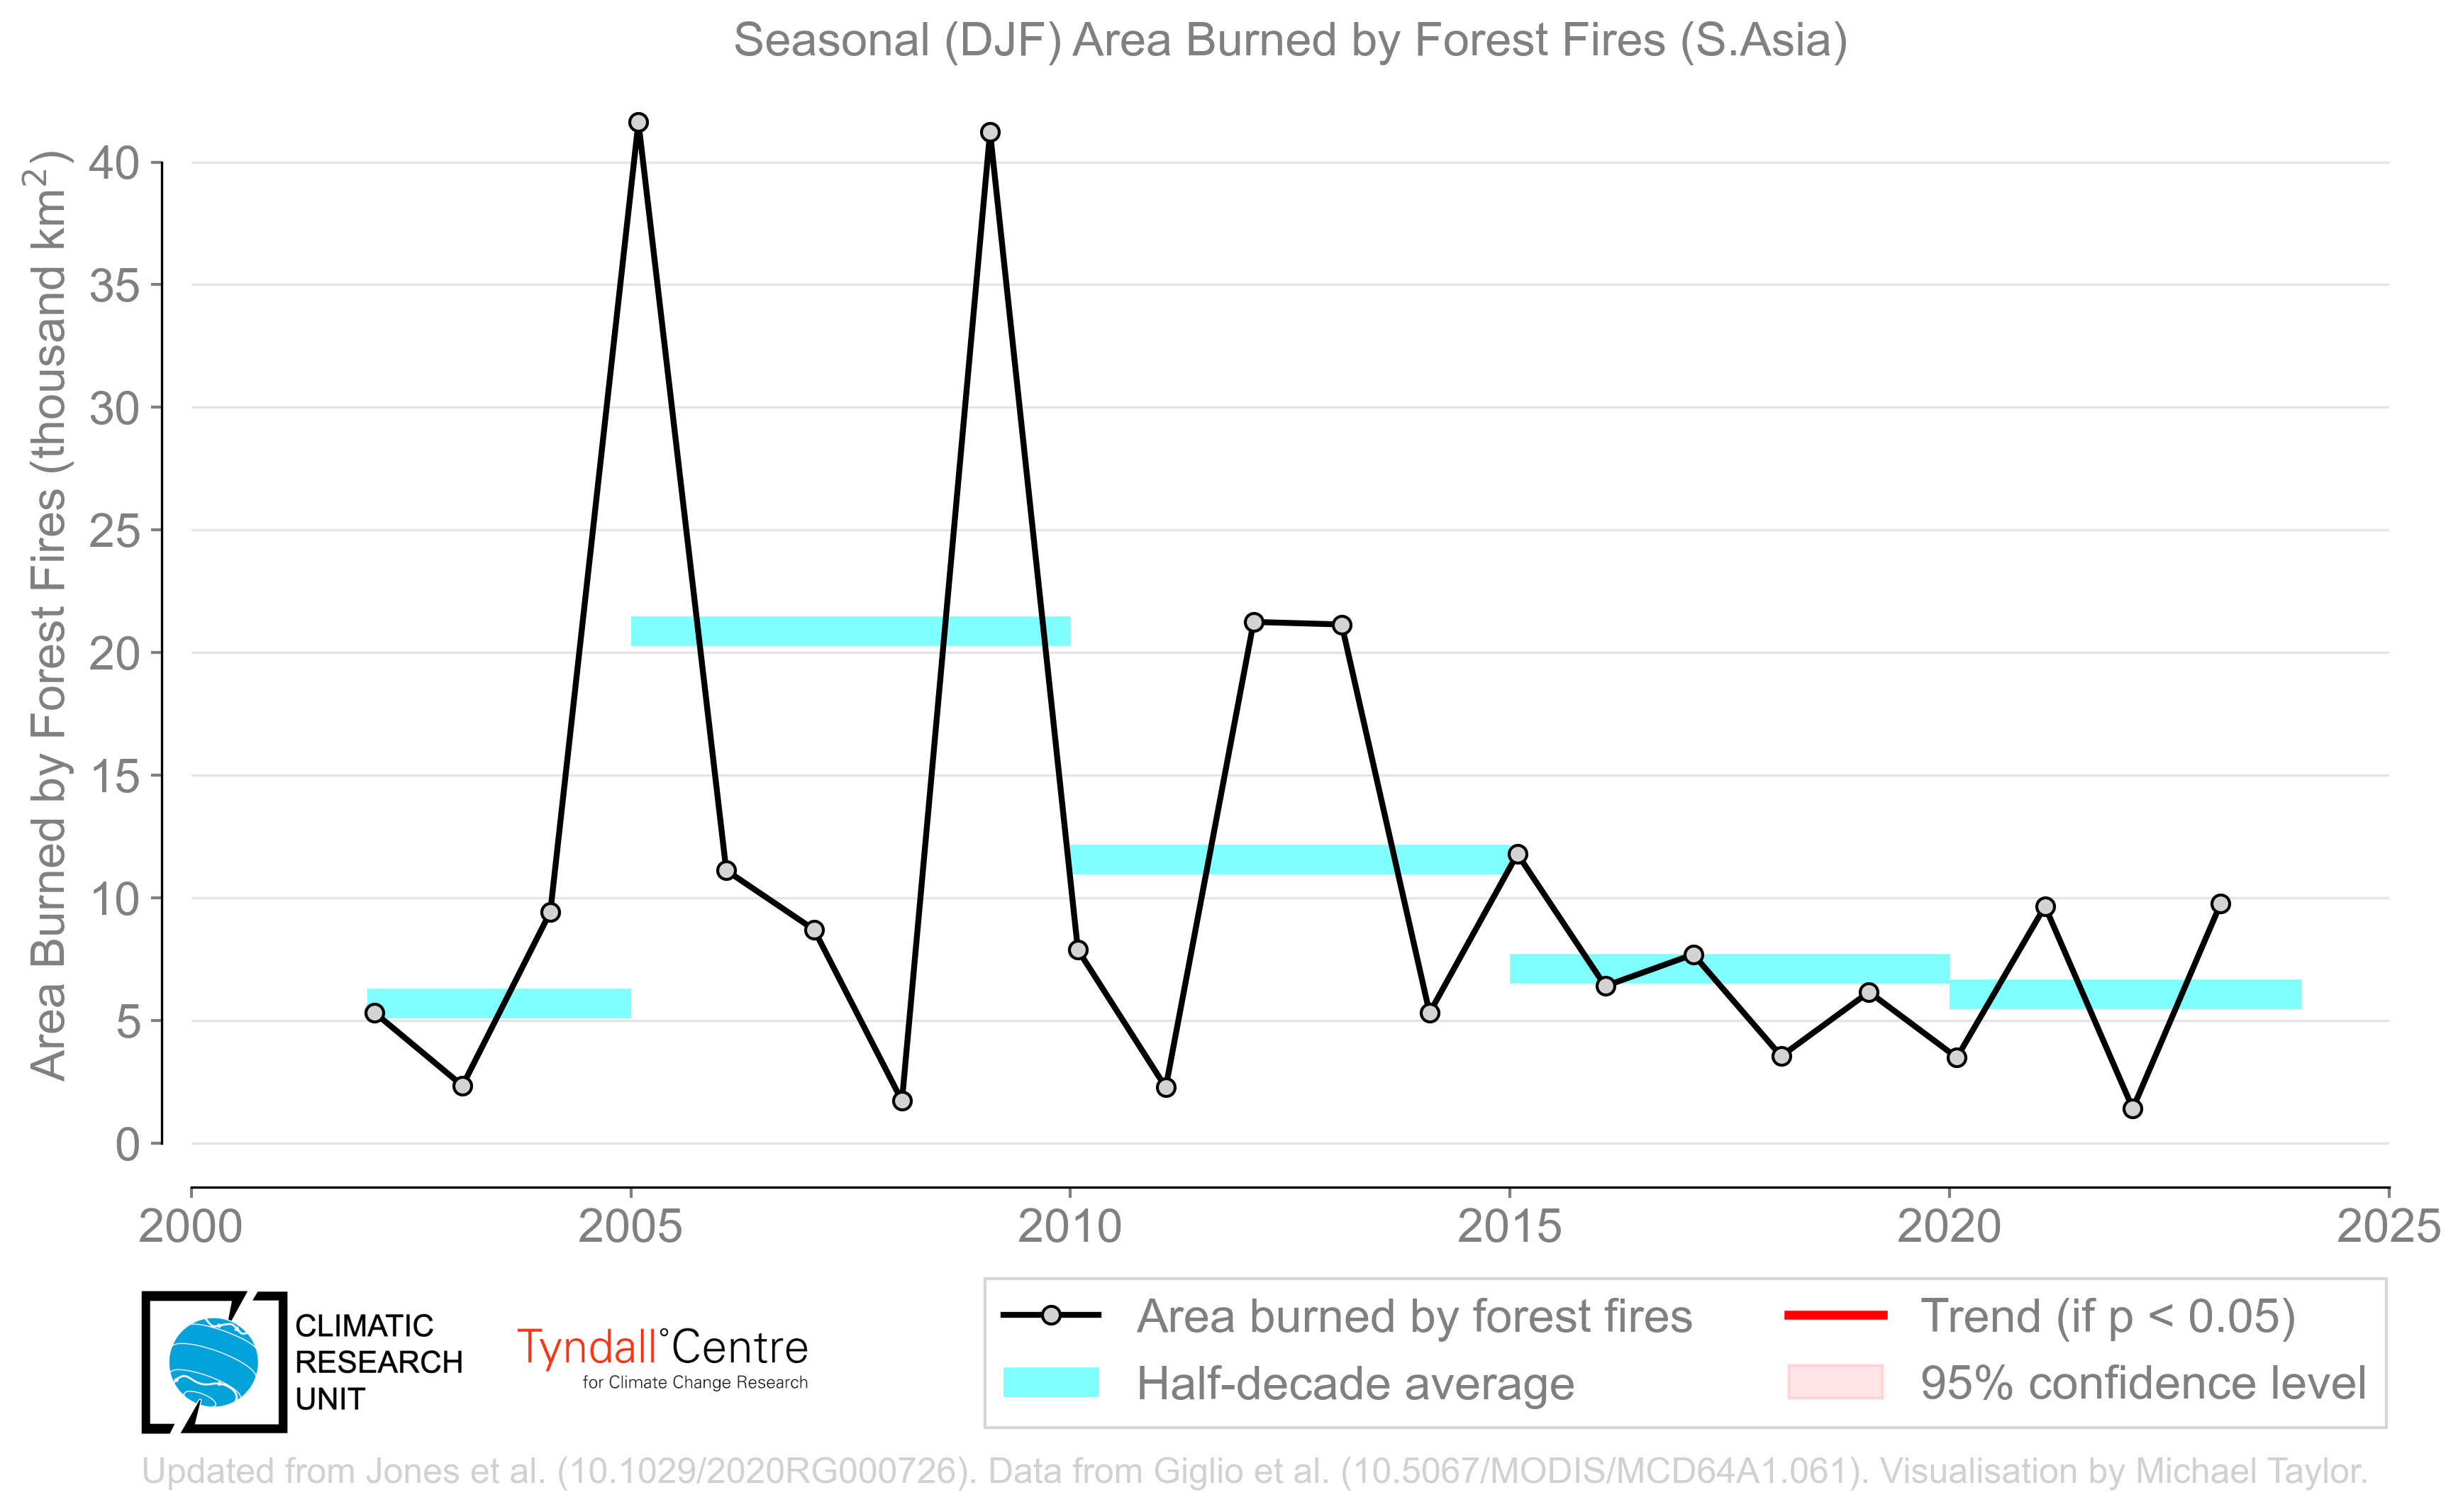 Seasonal (DJF) Area Burned by Forest Fires (S.Asia)
Area Burned by Forest Fires (thousand km²)
40
35
30
25
20
15
10
5
0
2000 2005 2010 2015 2020 2025
CLIMATIC
RESEARCH
UNIT
Tyndall°Centre
for Climate Change Research
Area burned by forest fires
Half-decade average
Trend (if p < 0.05)
95% confidence level
Updated from Jones et al. (10.1029/2020RG000726). Data from Giglio et al. (10.5067/MODIS/MCD64A1.061). Visualisation by Michael Taylor.